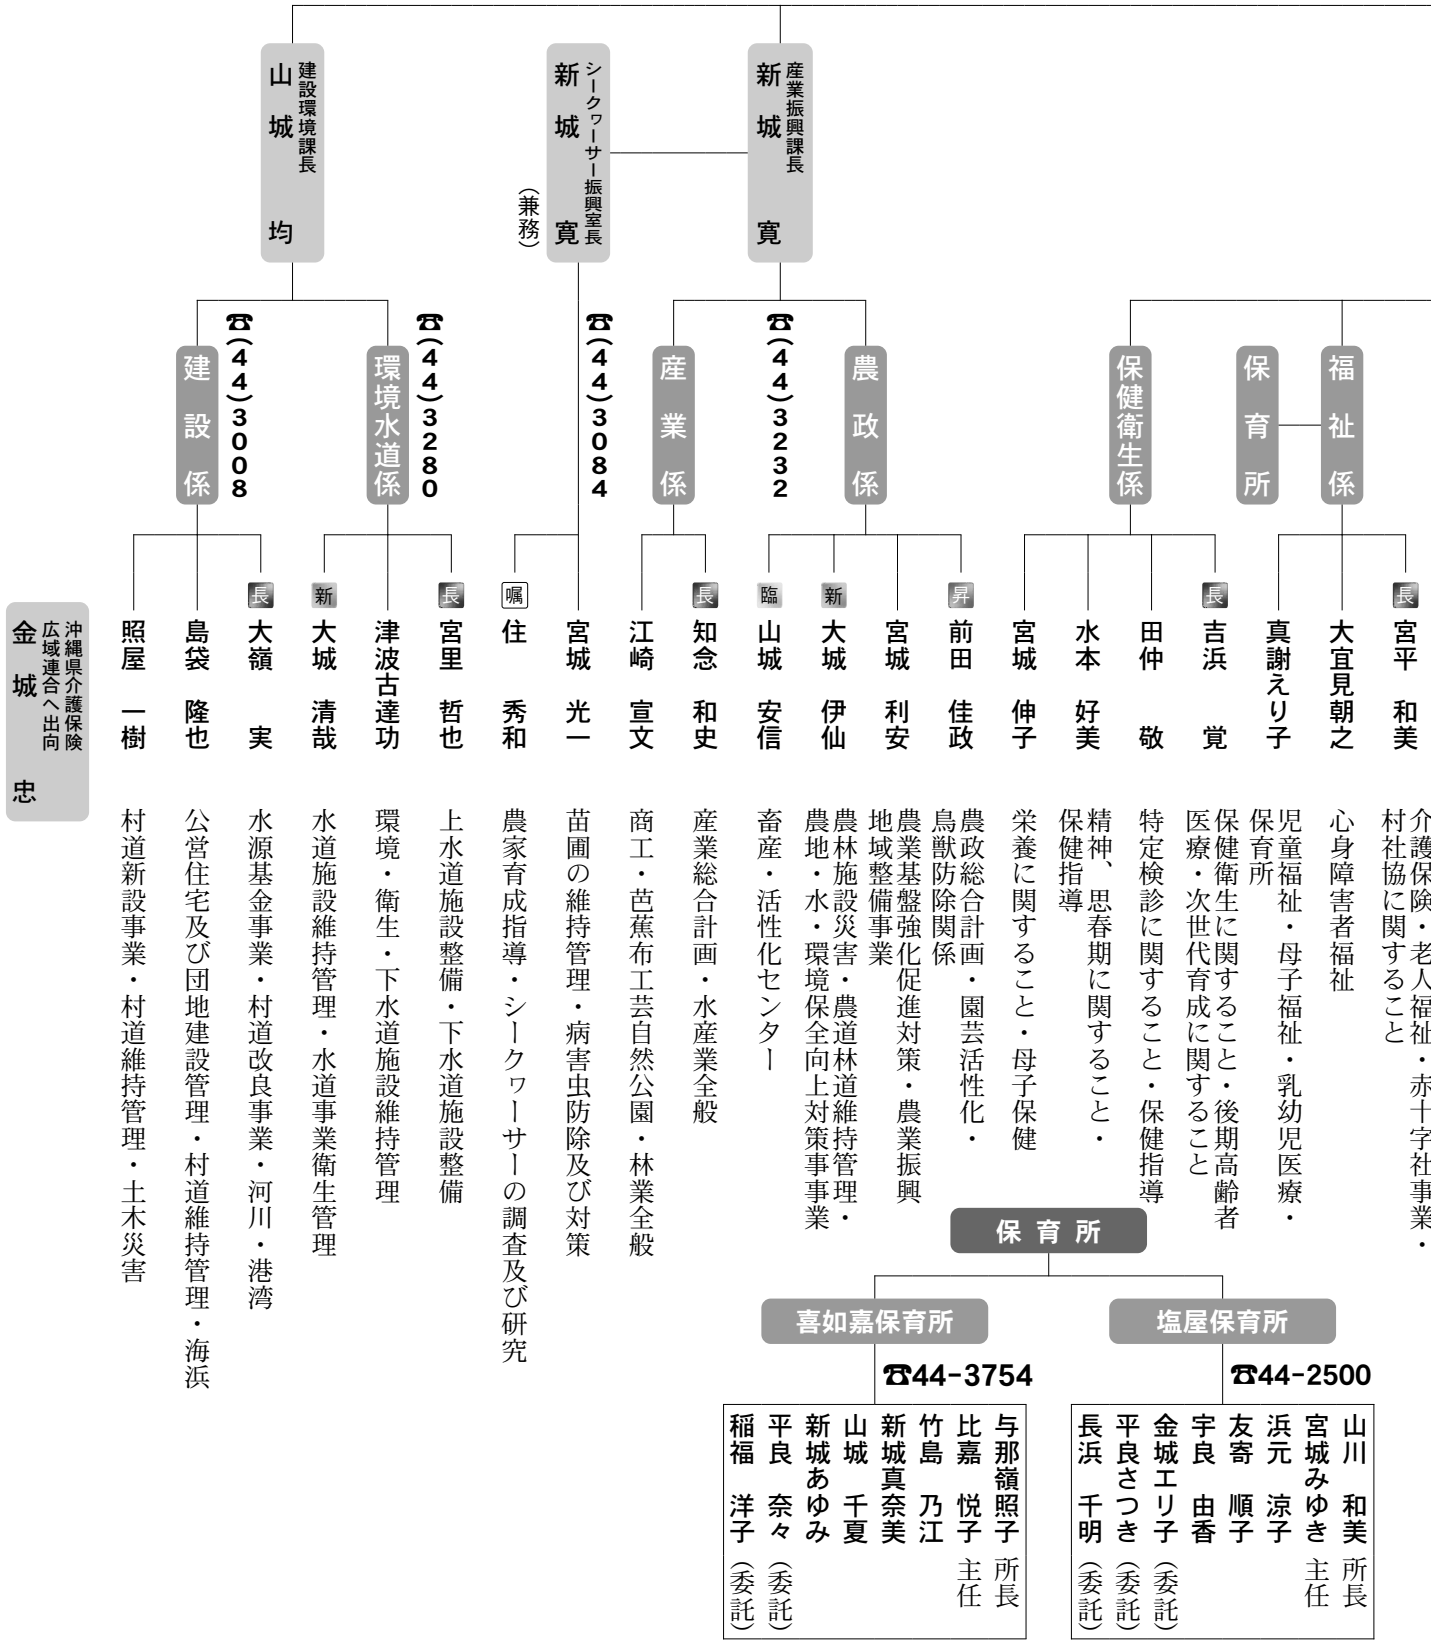 宮平 和美
長
介護保険・老人福祉・赤十字社事業・
村社協に関すること
大宜見朝之
心身障害者福祉
真謝えり子
児童福祉・母子福祉・乳幼児医療・
保育所
福祉係
保育所
保健衛生係
長
吉浜 覚
保健衛生に関すること・後期高齢者
医療・次世代育成に関すること
田仲 敬
特定検診に関すること・保健指導
水本 好美
精神、思春期に関すること・
保健指導
宮城 伸子
栄養に関すること・母子保健
産業振興課長
新城 寛
農政係
☎(44)3232
昇
前田 佳政
農政総合計画・園芸活性化・
鳥獣防除関係
宮城 利安
農業基盤強化促進対策・農業振興
地域整備事業
新
大城 伊仙
農林施設災害・農道林道維持管理・
農地・水・環境保全向上対策事事業
臨
山城 安信
畜産・活性化センター
産業係
長
知念 和史
産業総合計画・水産業全般
江崎 宣文
商工・芭蕉布工芸自然公園・林業全般
シークヮーサー振興室長
新城 寛
(兼務)
☎(44)3084
宮城 光一
苗圃の維持管理・病害虫防除及び対策
嘱
住 秀和
農家育成指導・シークヮーサーの調査及び研究
建設環境課長
山城 均
環境水道係
☎(44)3280
長
宮里 哲也
上水道施設整備・下水道施設整備
津波古達功
環境・衛生・下水道施設維持管理
新
大城 清哉
水道施設維持管理・水道事業衛生管理
建設係
☎(44)3008
長
大嶺 実
水源基金事業・村道改良事業・河川・港湾
島袋 隆也
公営住宅及び団地建設管理・村道維持管理・海浜
照屋 一樹
村道新設事業・村道維持管理・土木災害
沖縄県介護保険
広域連合へ出向
金城 忠
保育所
塩屋保育所
☎44-2500
山川 和美 所長
宮城みゆき 主任
浜元 涼子
友寄 順子
宇良 由香
金城エリ子 (委託)
平良さつき (委託)
長浜 千明 (委託)
喜如嘉保育所
☎44-3754
与那嶺照子 所長
比嘉 悦子 主任
竹島 乃江
新城真奈美
山城 千夏
新城あゆみ
平良 奈々 (委託)
稲福 洋子 (委託)